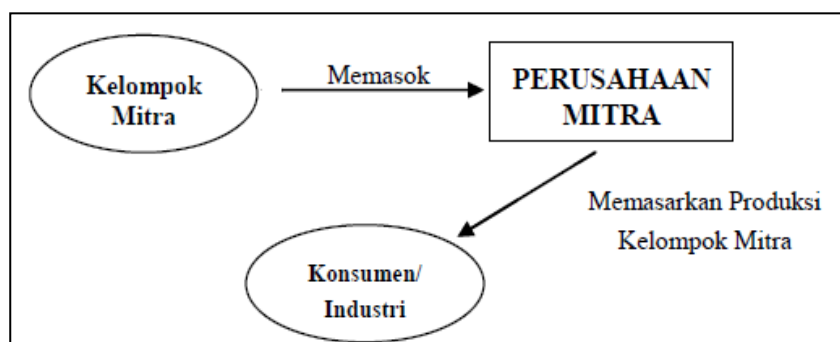 Kelompok
Mitra
Memasok
PERUSAHAAN
MITRA
Memasarkan Produksi
Kelompok Mitra
Konsumen/
Industri